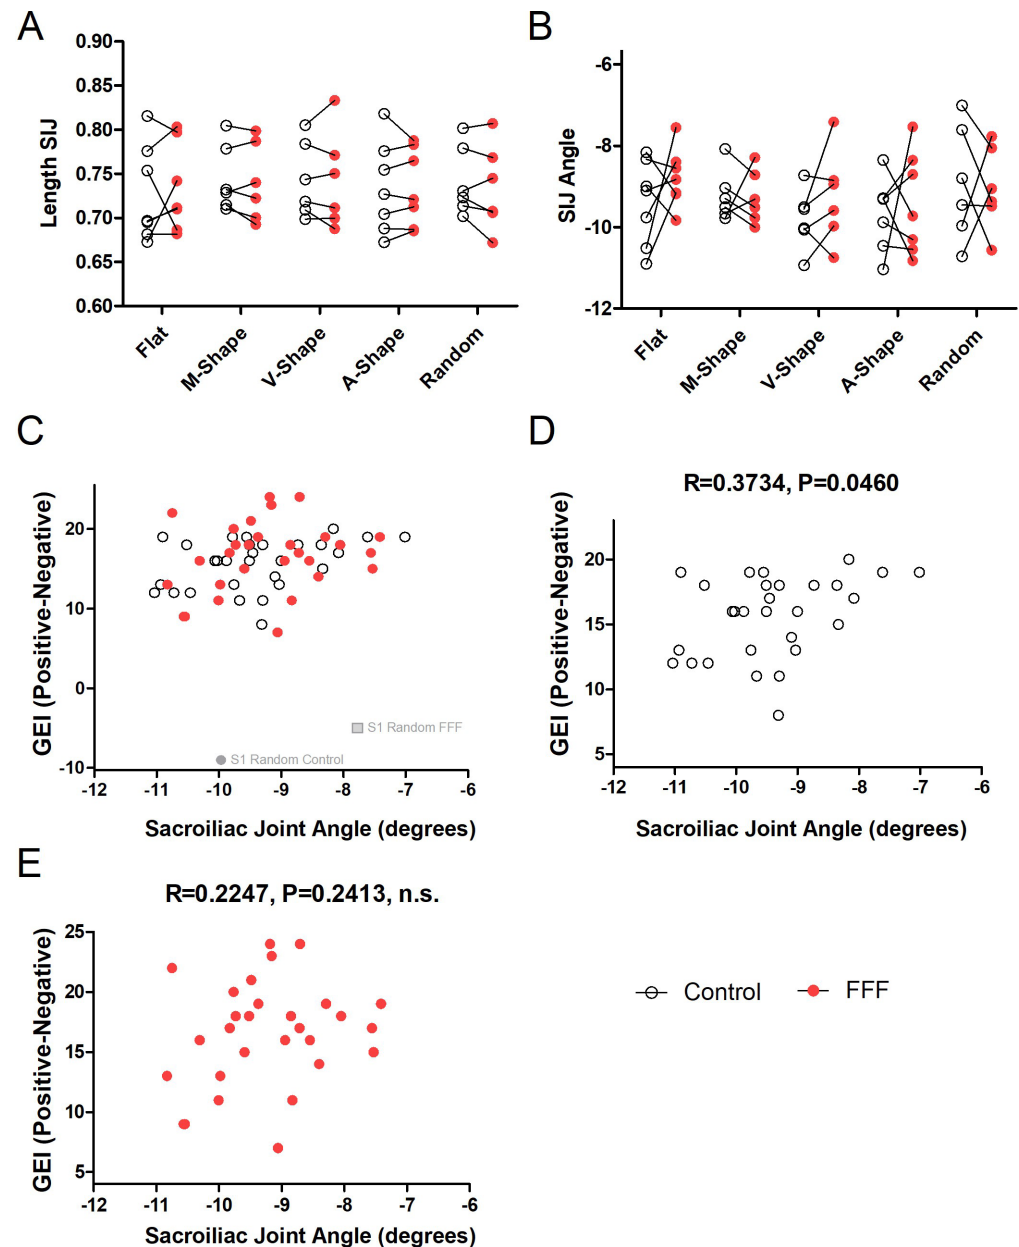 A
Length SIJ
0.90
0.85
0.80
0.75
0.70
0.65
0.60
Flat
M-Shape
V-Shape
A-Shape
Random
B
SIJ Angle
-6
-8
-10
-12
Flat
M-Shape
V-Shape
A-Shape
Random
C
GEI (Positive-Negative)
20
10
0
-10
S1 Random FFF
S1 Random Control
-12 -11 -10 -9 -8 -7 -6
Sacroiliac Joint Angle (degrees)
D
R=0.3734, P=0.0460
GEI (Positive-Negative)
20
15
10
5
-12 -11 -10 -9 -8 -7 -6
Sacroiliac Joint Angle (degrees)
E
R=0.2247, P=0.2413, n.s.
GEI (Positive-Negative)
25
20
15
10
5
-12 -11 -10 -9 -8 -7 -6
Sacroiliac Joint Angle (degrees)
Control FFF